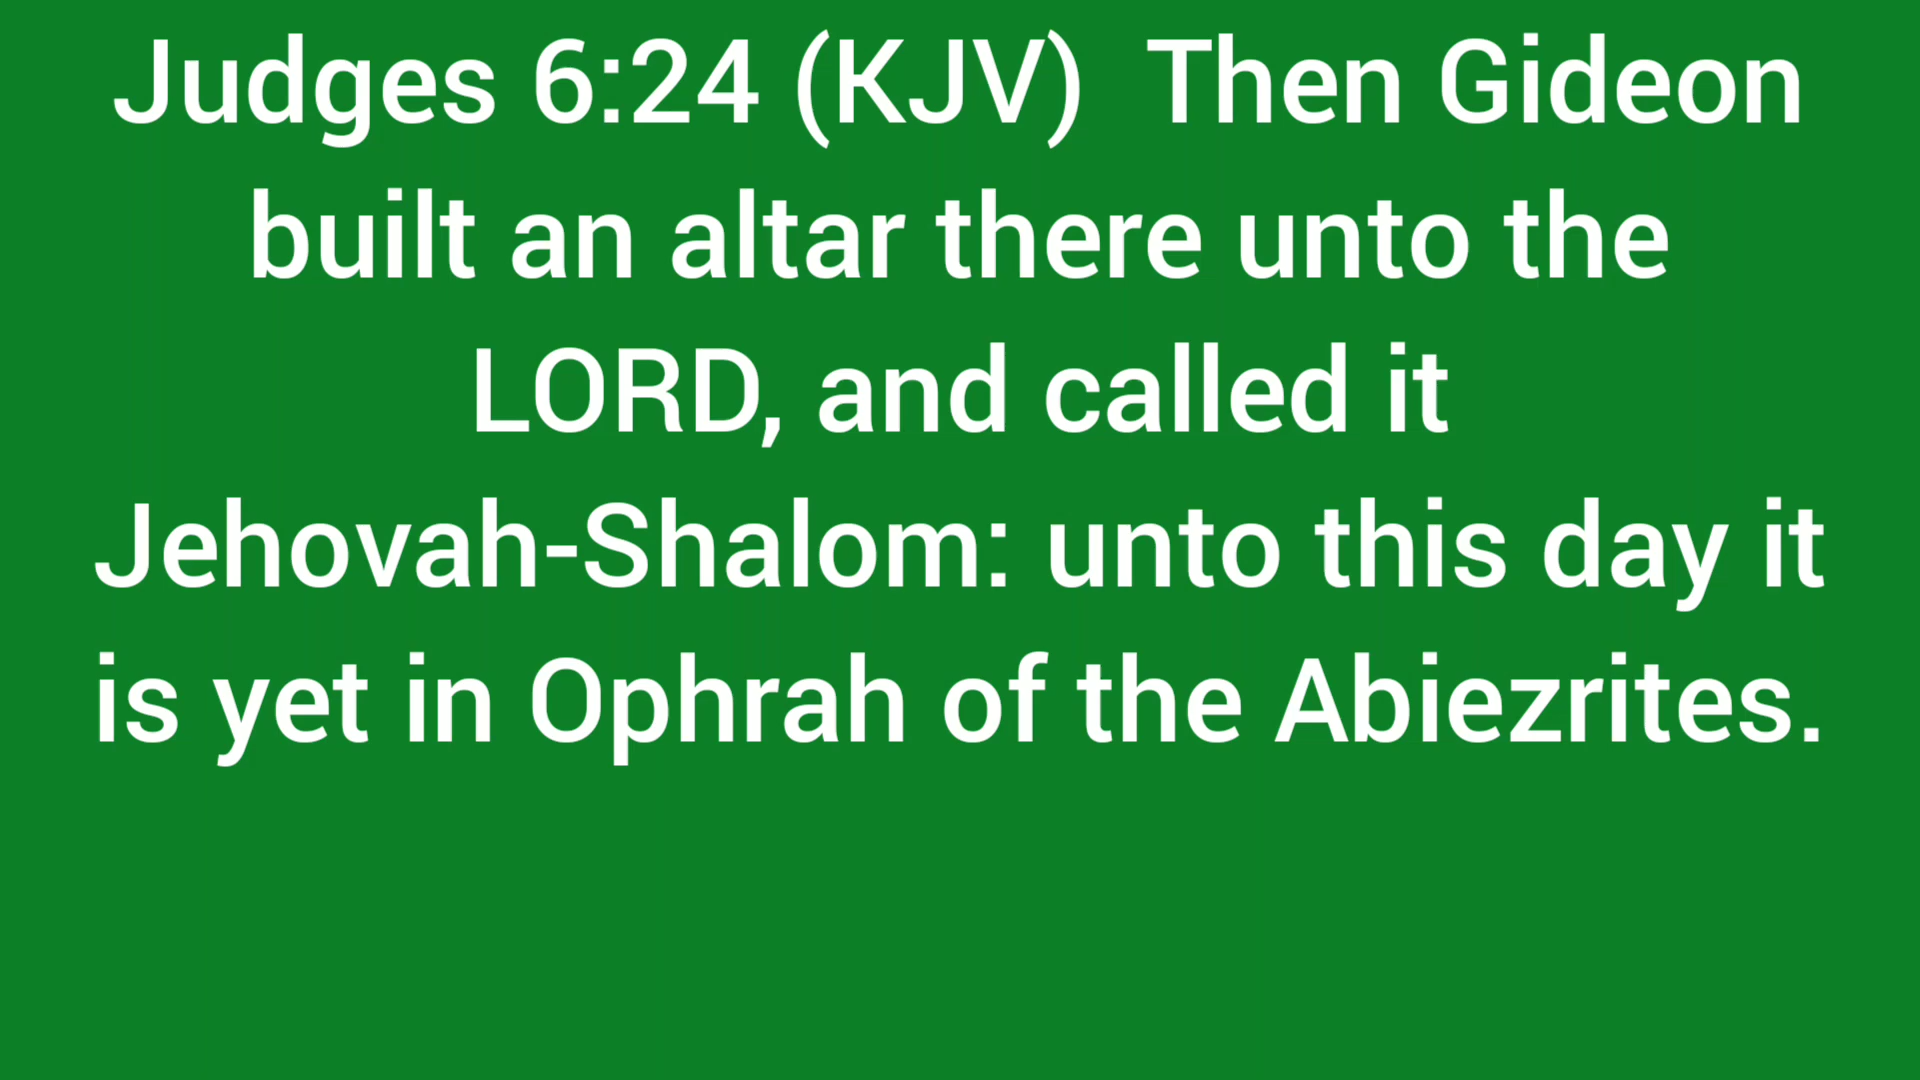 Judges 6:24 (KJV)  Then Gideon
built an altar there unto the
LORD, and called it
Jehovah-Shalom: unto this day it
is yet in Ophrah of the Abiezrites.